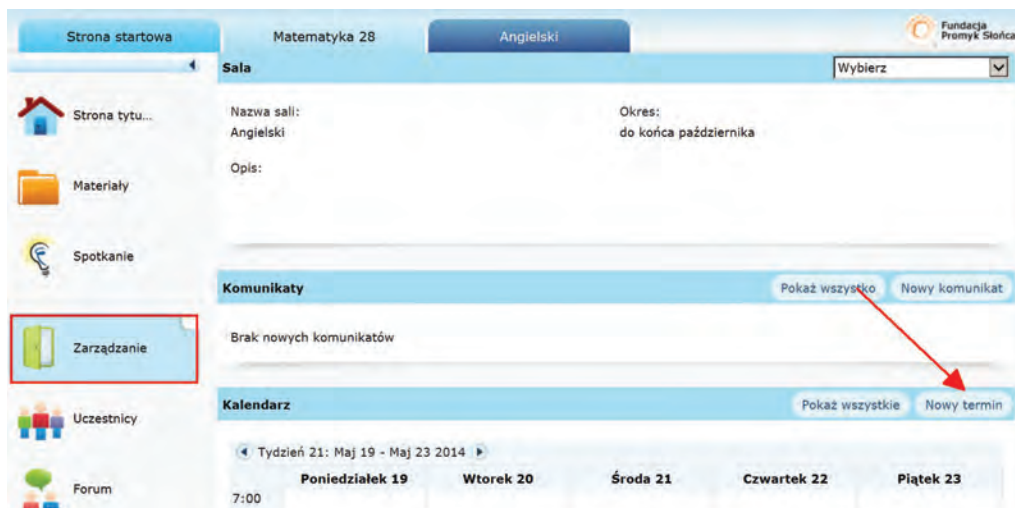 Strona startowa
Matematyka 28
Angielski
Fundacja
Promyk Słońca
Sala
Wybierz
Strona tytu...
Nazwa sali:
Okres:
Angielski
do końca października
Opis:
Materiały
Spotkanie
Komunikaty
Pokaż wszystko
Nowy komunikat
Zarządzanie
Brak nowych komunikatów
Kalendarz
Pokaż wszystkie
Nowy termin
Uczestnicy
Tydzień 21: Maj 19 - Maj 23 2014
Poniedziałek 19
Wtorek 20
Środa 21
Czwartek 22
Piątek 23
Forum
7:00